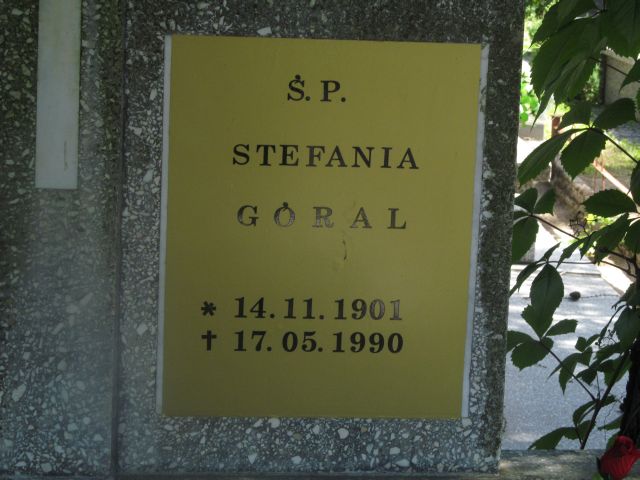 Ś. P.
STEFANIA
GÓRAL
* 14.11.1901
✝ 17.05.1990